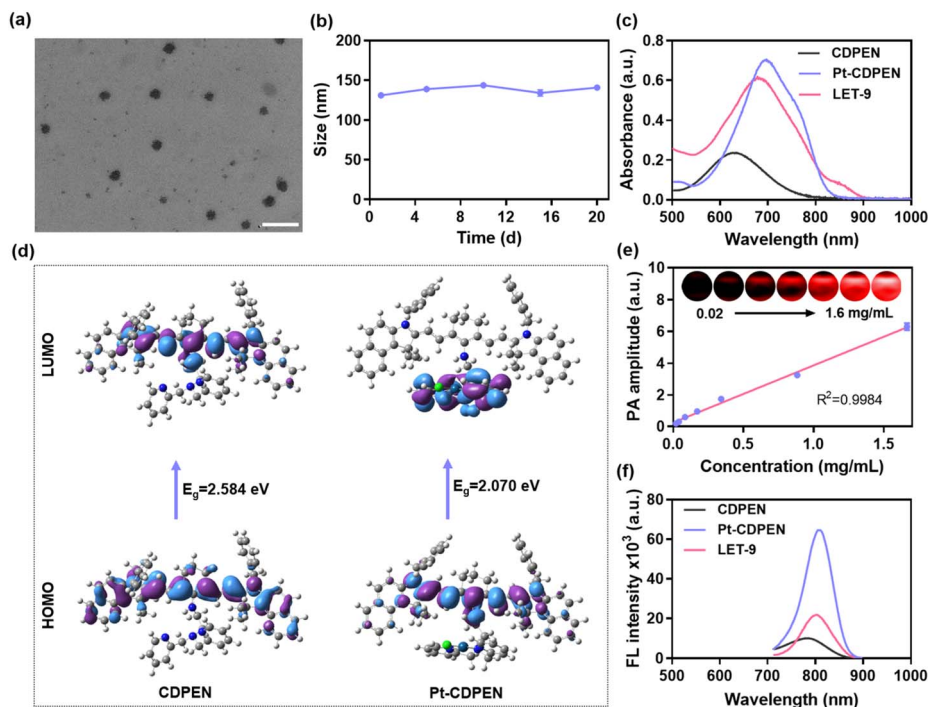 (a)
(b)
200
150
100
50
0
Size (nm)
0 4 8 12 16 20
Time (d)
(c)
0.8
0.6
0.4
0.2
0.0
Absorbance (a.u.)
CDPEN
Pt-CDPEN
LET-9
500 600 700 800 900 1000
Wavelength (nm)
(d)
LUMO
E_g=2.584 eV
E_g=2.070 eV
HOMO
CDPEN
Pt-CDPEN
(e)
10
8
6
4
2
0
PA amplitude (a.u.)
0.02 1.6 mg/mL
R²=0.9984
0.0 0.5 1.0 1.5
Concentration (mg/mL)
(f)
80
60
40
20
0
FL intensity x10³ (a.u.)
CDPEN
Pt-CDPEN
LET-9
500 600 700 800 900 1000
Wavelength (nm)